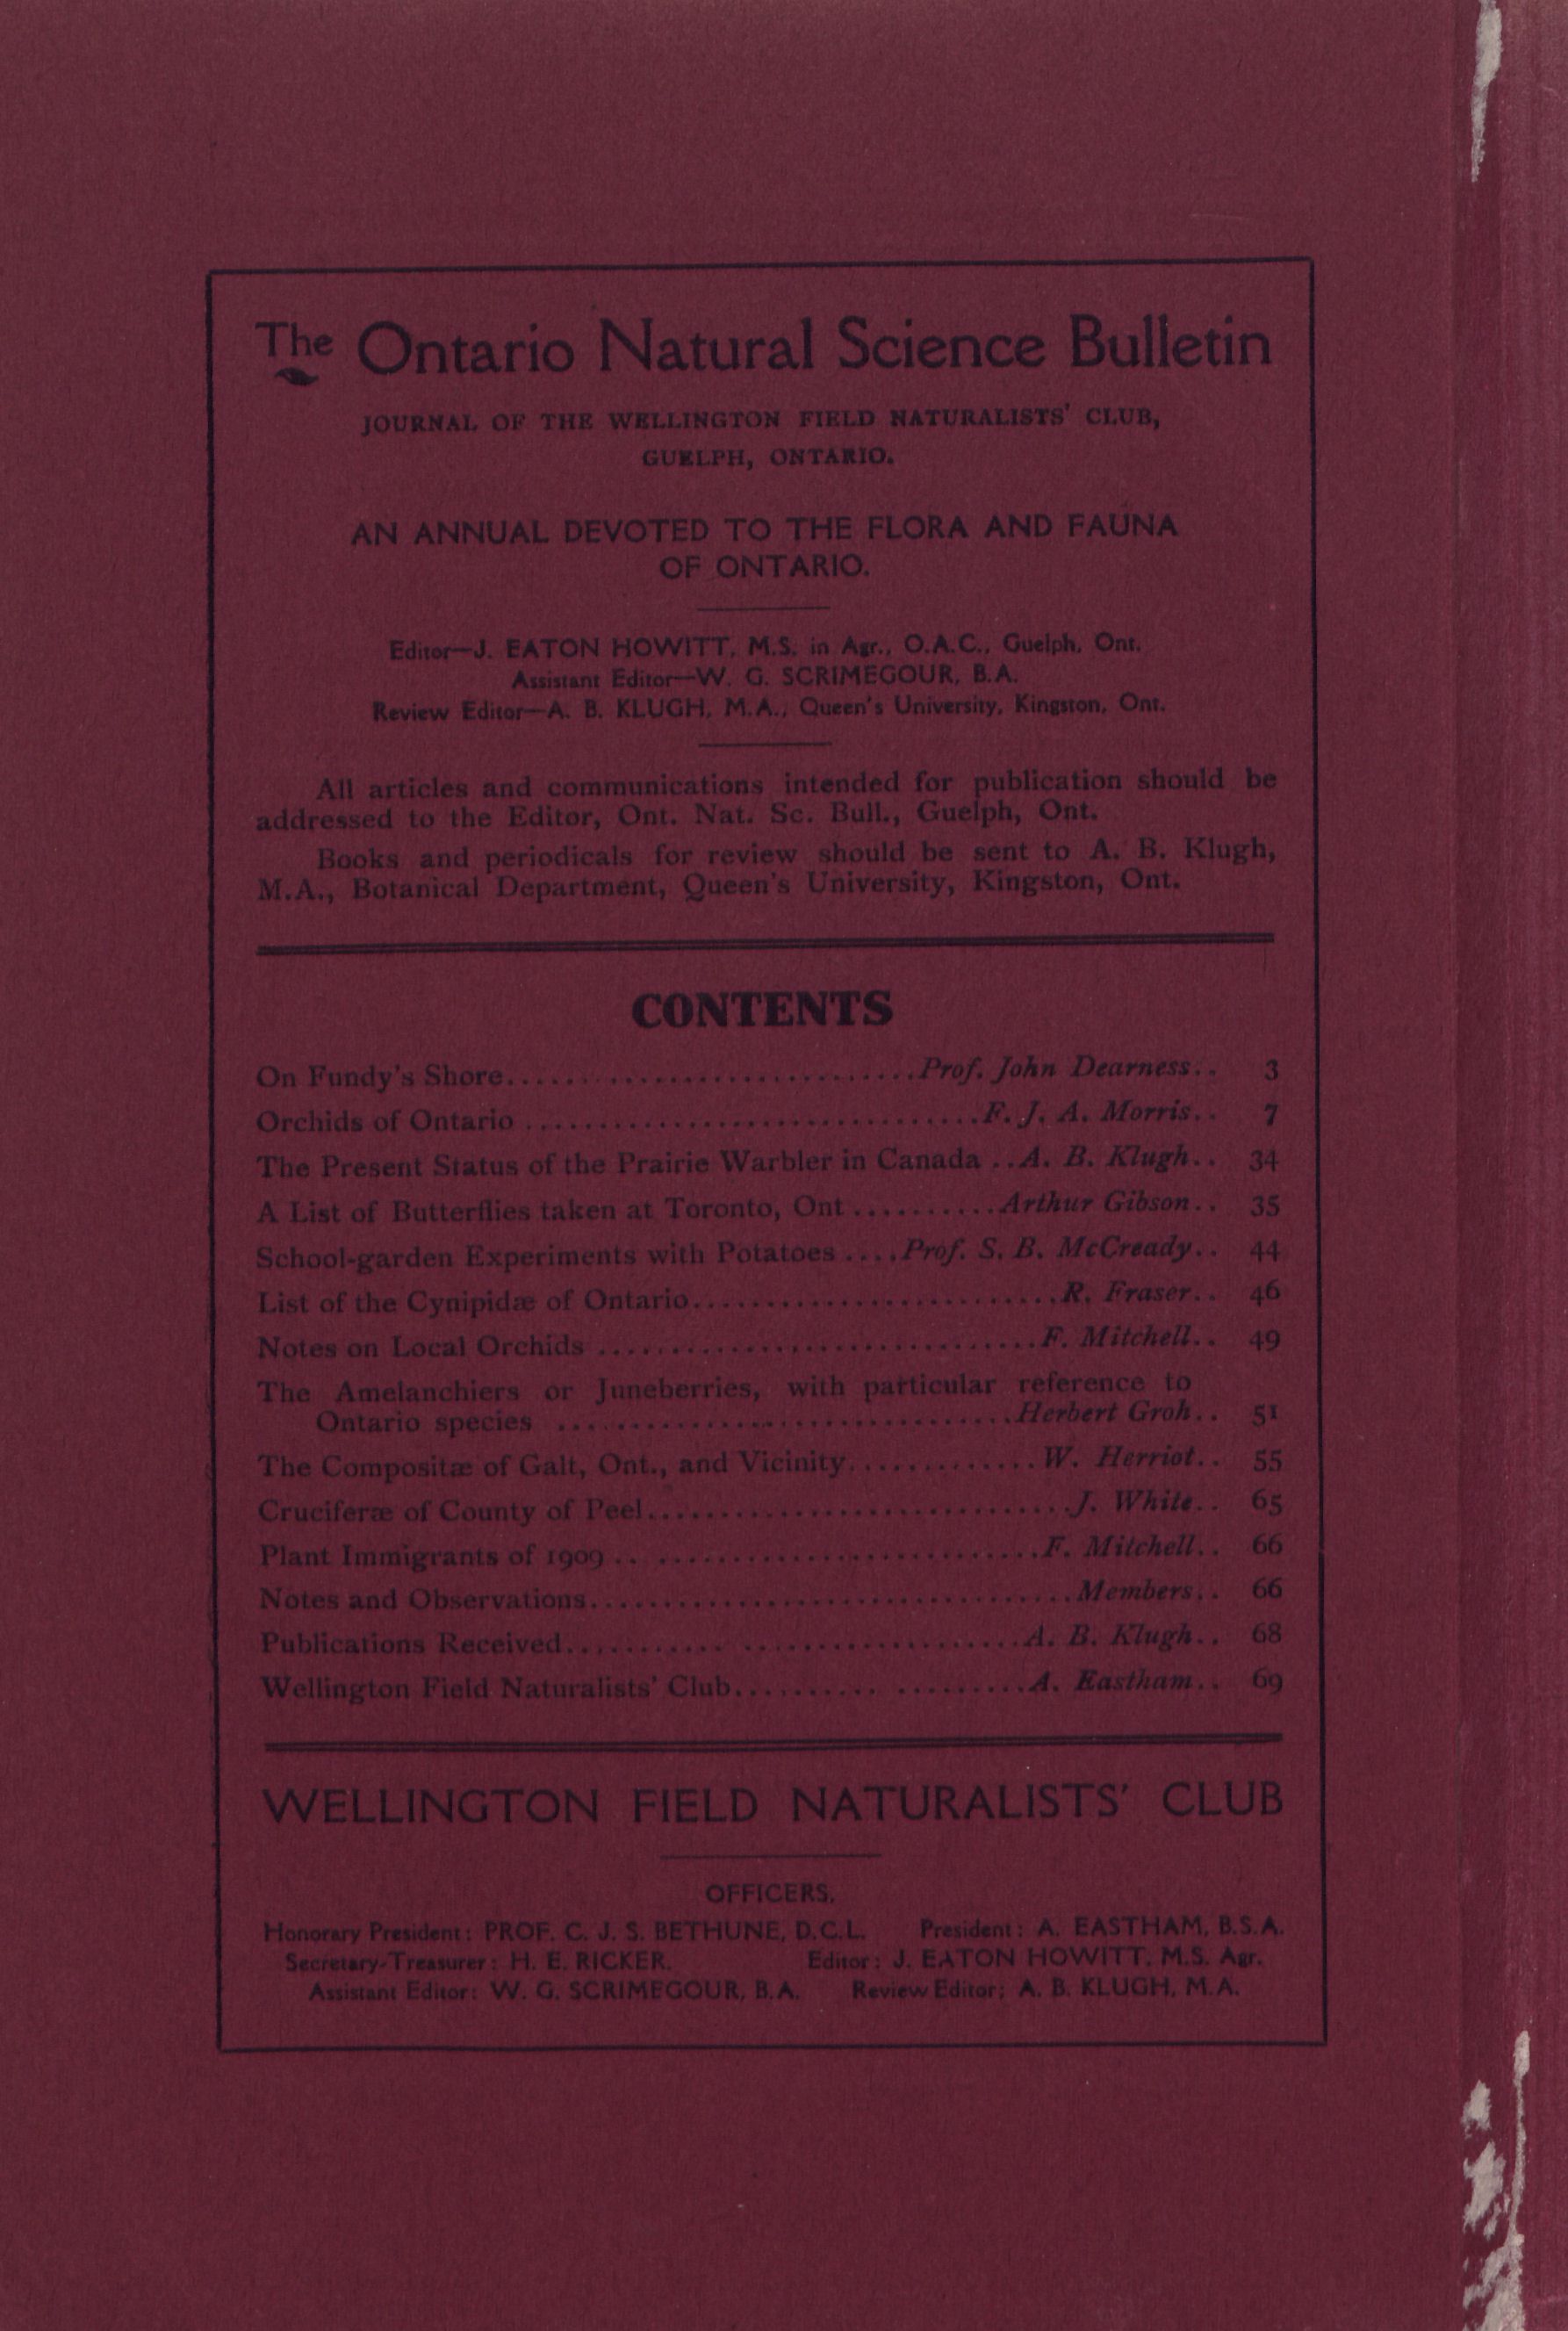 The Ontario Natural Science Bulletin
JOURNAL OF THE WELLINGTON FIELD NATURALISTS' CLUB,
GUELPH, ONTARIO.
AN ANNUAL DEVOTED TO THE FLORA AND FAUNA
OF ONTARIO.
Editor—J. EATON HOWITT, M.S. in Agr., O.A.C., Guelph, Ont.
Assistant Editor—W. G. SCRIMEGOUR, B.A.
Review Editor—A. B. KLUGH, M.A., Queen's University, Kingston, Ont.
All articles and communications intended for publication should be
addressed to the Editor, Ont. Nat. Sc. Bull., Guelph, Ont.
Books and periodicals for review should be sent to A. B. Klugh,
M.A., Botanical Department, Queen's University, Kingston, Ont.
CONTENTS
On Fundy's Shore............................Prof. John Dearness.. 3
Orchids of Ontario ...............................F. J. A. Morris.. 7
The Present Status of the Prairie Warbler in Canada ..A. B. Klugh.. 34
A List of Butterflies taken at Toronto, Ont..........Arthur Gibson.. 35
School-garden Experiments with Potatoes ....Prof. S. B. McCready.. 44
List of the Cynipidæ of Ontario.........................R. Fraser.. 46
Notes on Local Orchids ..............................F. Mitchell.. 49
The Amelanchiers or Juneberries, with particular reference to
Ontario species ...............................Herbert Groh.. 51
The Compositæ of Galt, Ont., and Vicinity.............W. Herriot.. 55
Cruciferæ of County of Peel.............................J. White.. 65
Plant Immigrants of 1909.. ..........................F. Mitchell.. 66
Notes and Observations.................................Members.. 66
Publications Received........... ...................A. B. Klugh.. 68
Wellington Field Naturalists' Club.......... .........A. Eastham.. 69
WELLINGTON FIELD NATURALISTS' CLUB
OFFICERS.
Honorary President: PROF. C. J. S. BETHUNE, D.C.L. President: A. EASTHAM, B.S.A.
Secretary-Treasurer: H. E. RICKER. Editor: J. EATON HOWITT, M.S. Agr.
Assistant Editor: W. G. SCRIMEGOUR, B.A. Review Editor: A. B. KLUGH, M.A.